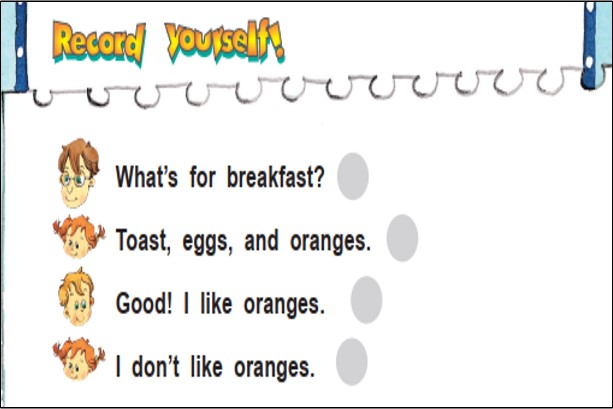 Record Yourself!
What's for breakfast?
Toast, eggs, and oranges.
Good! I like oranges.
I don't like oranges.